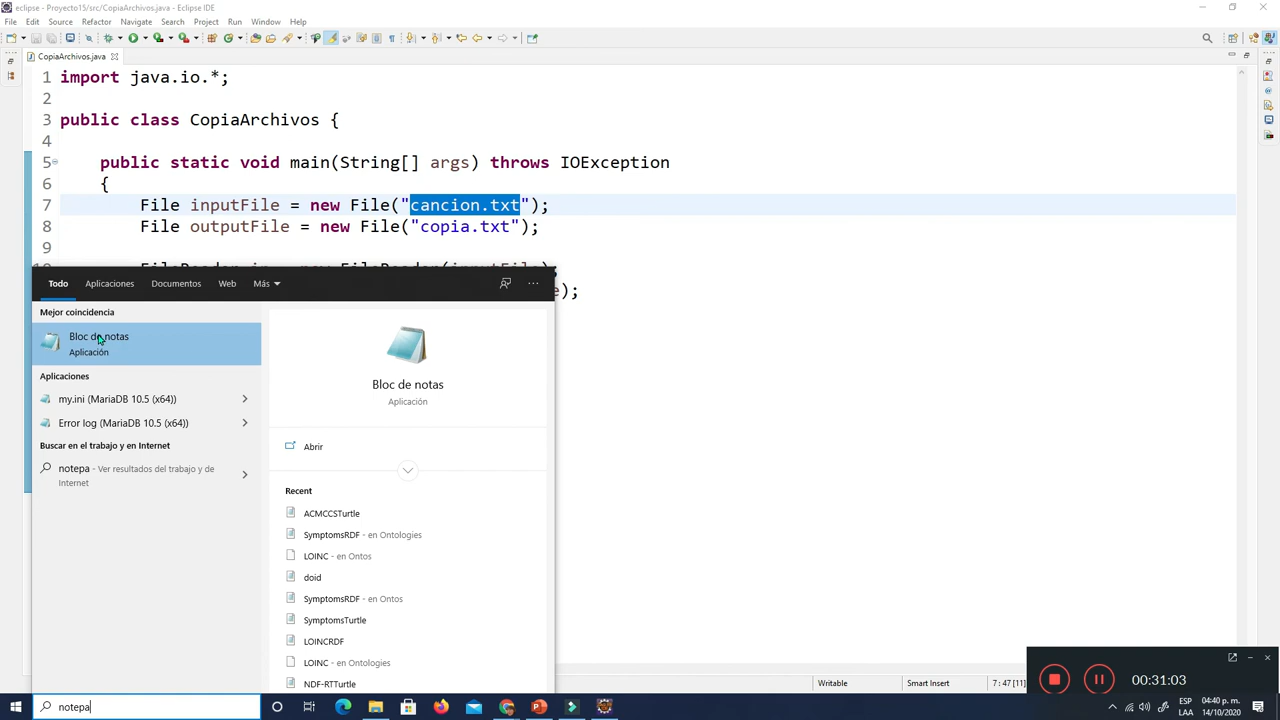 eclipse - Proyecto15/src/CopiaArchivos.java - Eclipse IDE
File Edit Source Refactor Navigate Search Project Run Window Help
CopiaArchivos.java
1 import java.io.*;
2
3 public class CopiaArchivos {
4
5 public static void main(String[] args) throws IOException
6 {
7 File inputFile = new File("cancion.txt");
8 File outputFile = new File("copia.txt");
9
Todo Aplicaciones Documentos Web Más
Mejor coincidencia
Bloc de notas
Aplicación
Aplicaciones
my.ini (MariaDB 10.5 (x64))
Error log (MariaDB 10.5 (x64))
Buscar en el trabajo y en Internet
notepa - Ver resultados del trabajo y de
Internet
Bloc de notas
Aplicación
Abrir
Recent
ACMCCSTurtle
SymptomsRDF - en Ontologies
LOINC - en Ontos
doid
SymptomsRDF - en Ontos
SymptomsTurtle
LOINCRDF
LOINC - en Ontologies
NDF-RTTurtle
e);
Writable Smart Insert 7 : 47 [11]
00:31:03
notepa
ESP 04:40 p. m.
LAA 14/10/2020